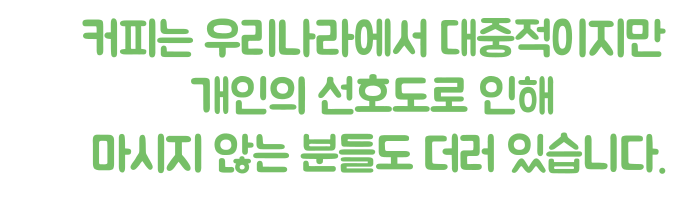 커피는 우리나라에서 대중적이지만
개인의 선호도로 인해
마시지 않는 분들도 더러 있습니다.